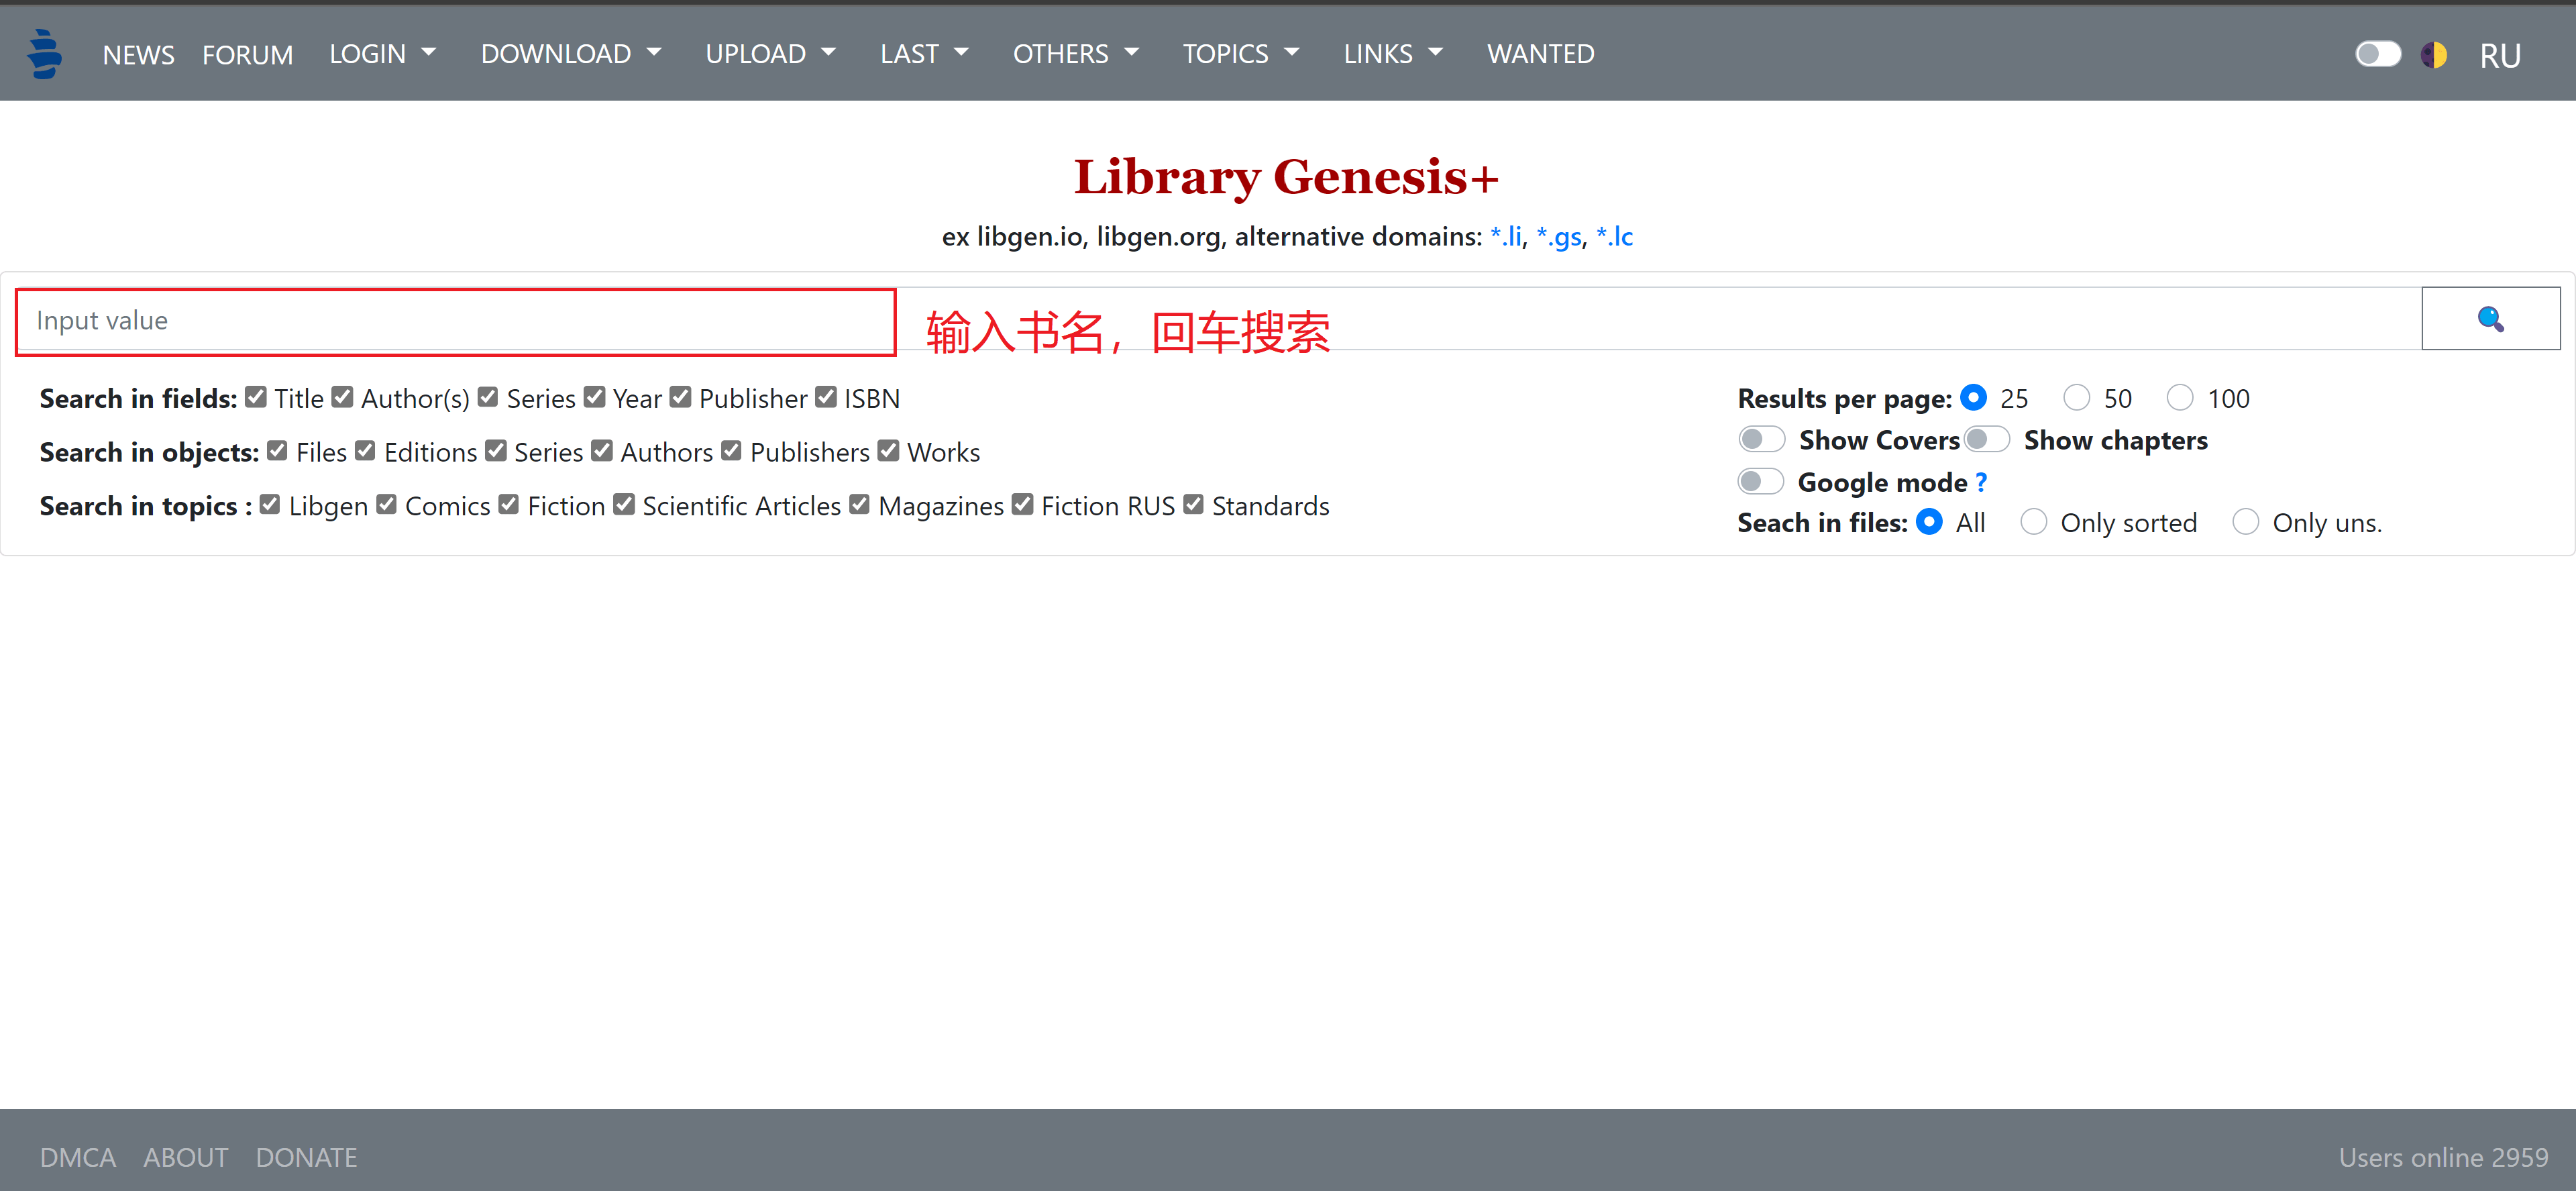 NEWS FORUM LOGIN DOWNLOAD UPLOAD LAST OTHERS TOPICS LINKS WANTED RU
Library Genesis+
ex libgen.io, libgen.org, alternative domains: *.li, *.gs, *.lc
Input value
输入书名，回车搜索
Search in fields: Title Author(s) Series Year Publisher ISBN
Search in objects: Files Editions Series Authors Publishers Works
Search in topics : Libgen Comics Fiction Scientific Articles Magazines Fiction RUS Standards
Results per page: 25 50 100
Show Covers Show chapters
Google mode ?
Seach in files: All Only sorted Only uns.
DMCA ABOUT DONATE Users online 2959